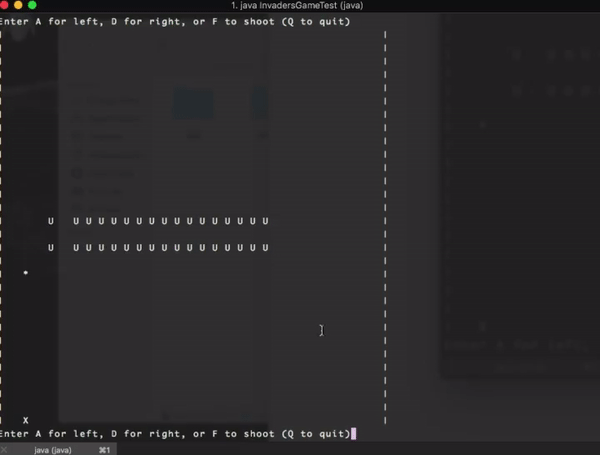 1. java InvadersGameTest (java)
Enter A for left, D for right, or F to shoot (Q to quit)
U U U U U U U U U U U U U U U U U
U U U U U U U U U U U U U U U U U
*
X
Enter A for left, D for right, or F to shoot (Q to quit)
java (java) ⌘1